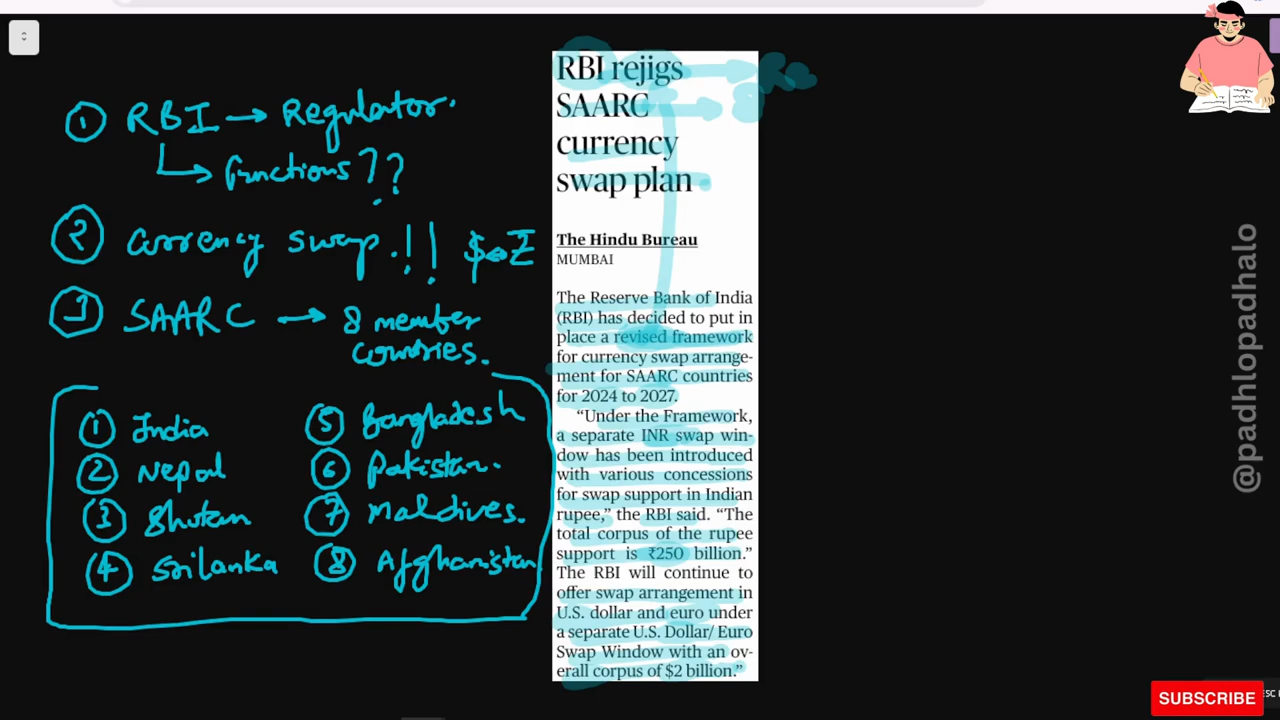 ① RBI → Regulator.
↳ functions??
② currency swap.!! $⇔₹
③ SAARC → 8 member
countries.
① India
② Nepal
③ Bhutan
④ Srilanka
⑤ Bangladesh
⑥ Pakistan.
⑦ Maldives.
⑧ Afghanistan
RBI rejigs
SAARC
currency
swap plan
8
The Hindu Bureau
MUMBAI
The Reserve Bank of India
(RBI) has decided to put in
place a revised framework
for currency swap arrange-
ment for SAARC countries
for 2024 to 2027.
“Under the Framework,
a separate INR swap win-
dow has been introduced
with various concessions
for swap support in Indian
rupee,” the RBI said. “The
total corpus of the rupee
support is ₹250 billion.”
The RBI will continue to
offer swap arrangement in
U.S. dollar and euro under
a separate U.S. Dollar/ Euro
Swap Window with an ov-
erall corpus of $2 billion.”
@padhlopadhalo
SUBSCRIBE